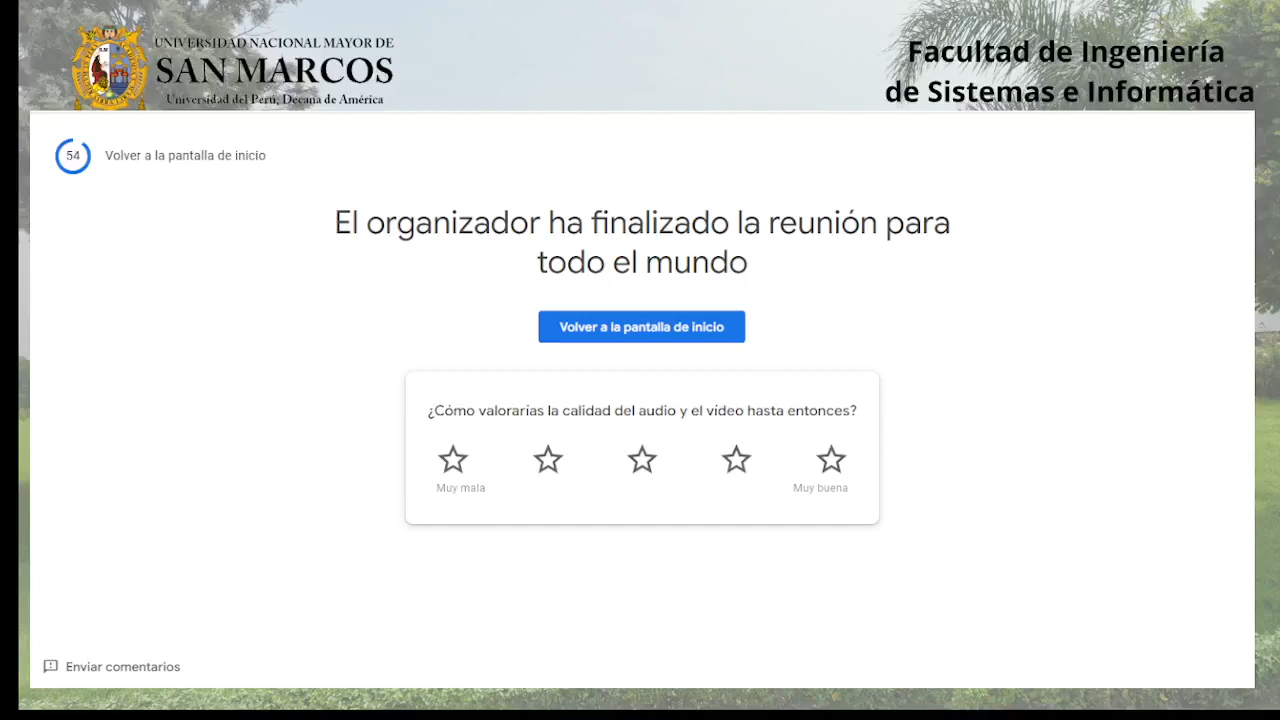 UNIVERSIDAD NACIONAL MAYOR DE
SAN MARCOS
Universidad del Perú, Decana de América
Facultad de Ingeniería
de Sistemas e Informática
54
Volver a la pantalla de inicio
El organizador ha finalizado la reunión para
todo el mundo
Volver a la pantalla de inicio
¿Cómo valorarías la calidad del audio y el vídeo hasta entonces?
Muy mala
Muy buena
Enviar comentarios